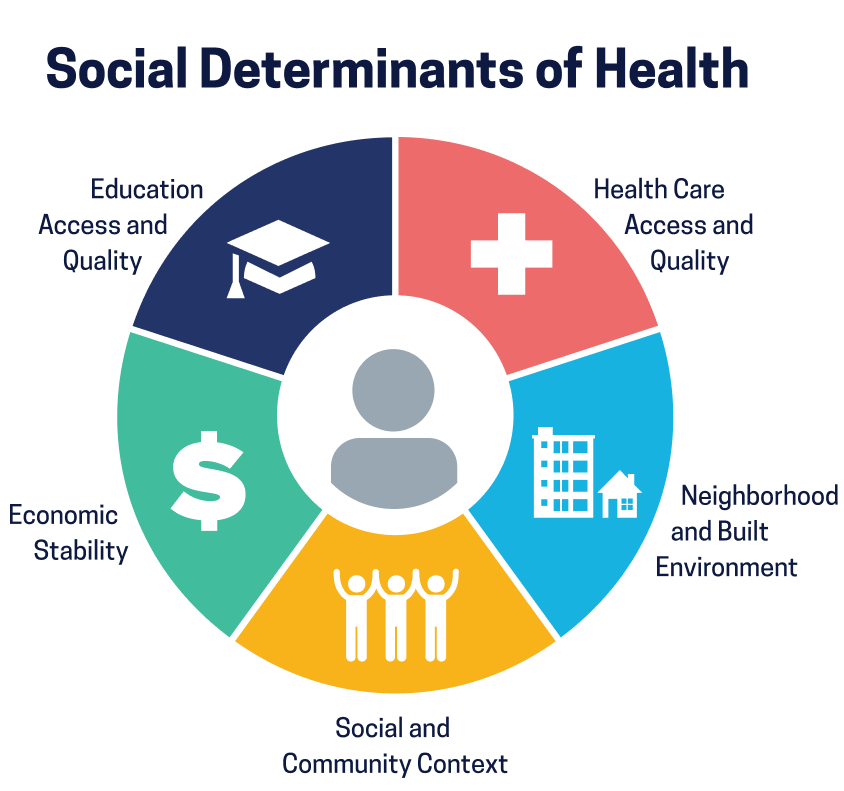 Social Determinants of Health
Education
Access and
Quality
Health Care
Access and
Quality
Economic
Stability
Neighborhood
and Built
Environment
Social and
Community Context